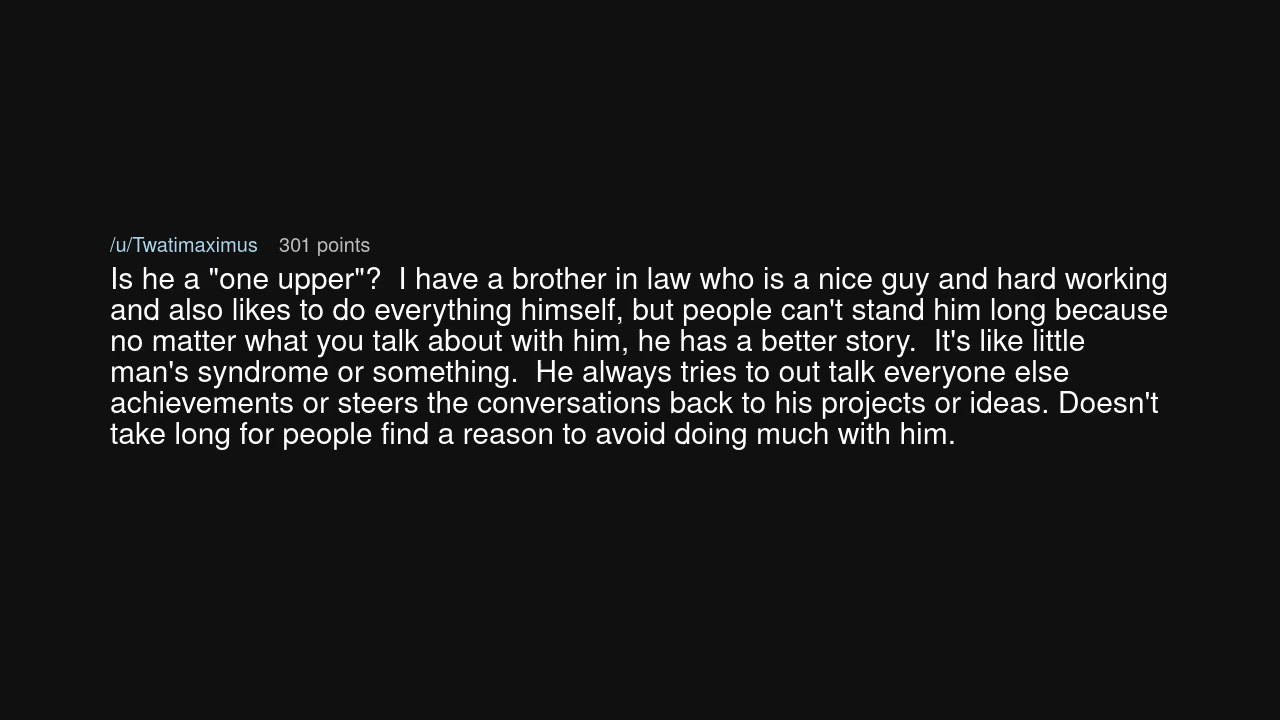 /u/Twatimaximus 301 points
Is he a "one upper"?  I have a brother in law who is a nice guy and hard working
and also likes to do everything himself, but people can't stand him long because
no matter what you talk about with him, he has a better story.  It's like little
man's syndrome or something.  He always tries to out talk everyone else
achievements or steers the conversations back to his projects or ideas. Doesn't
take long for people find a reason to avoid doing much with him.